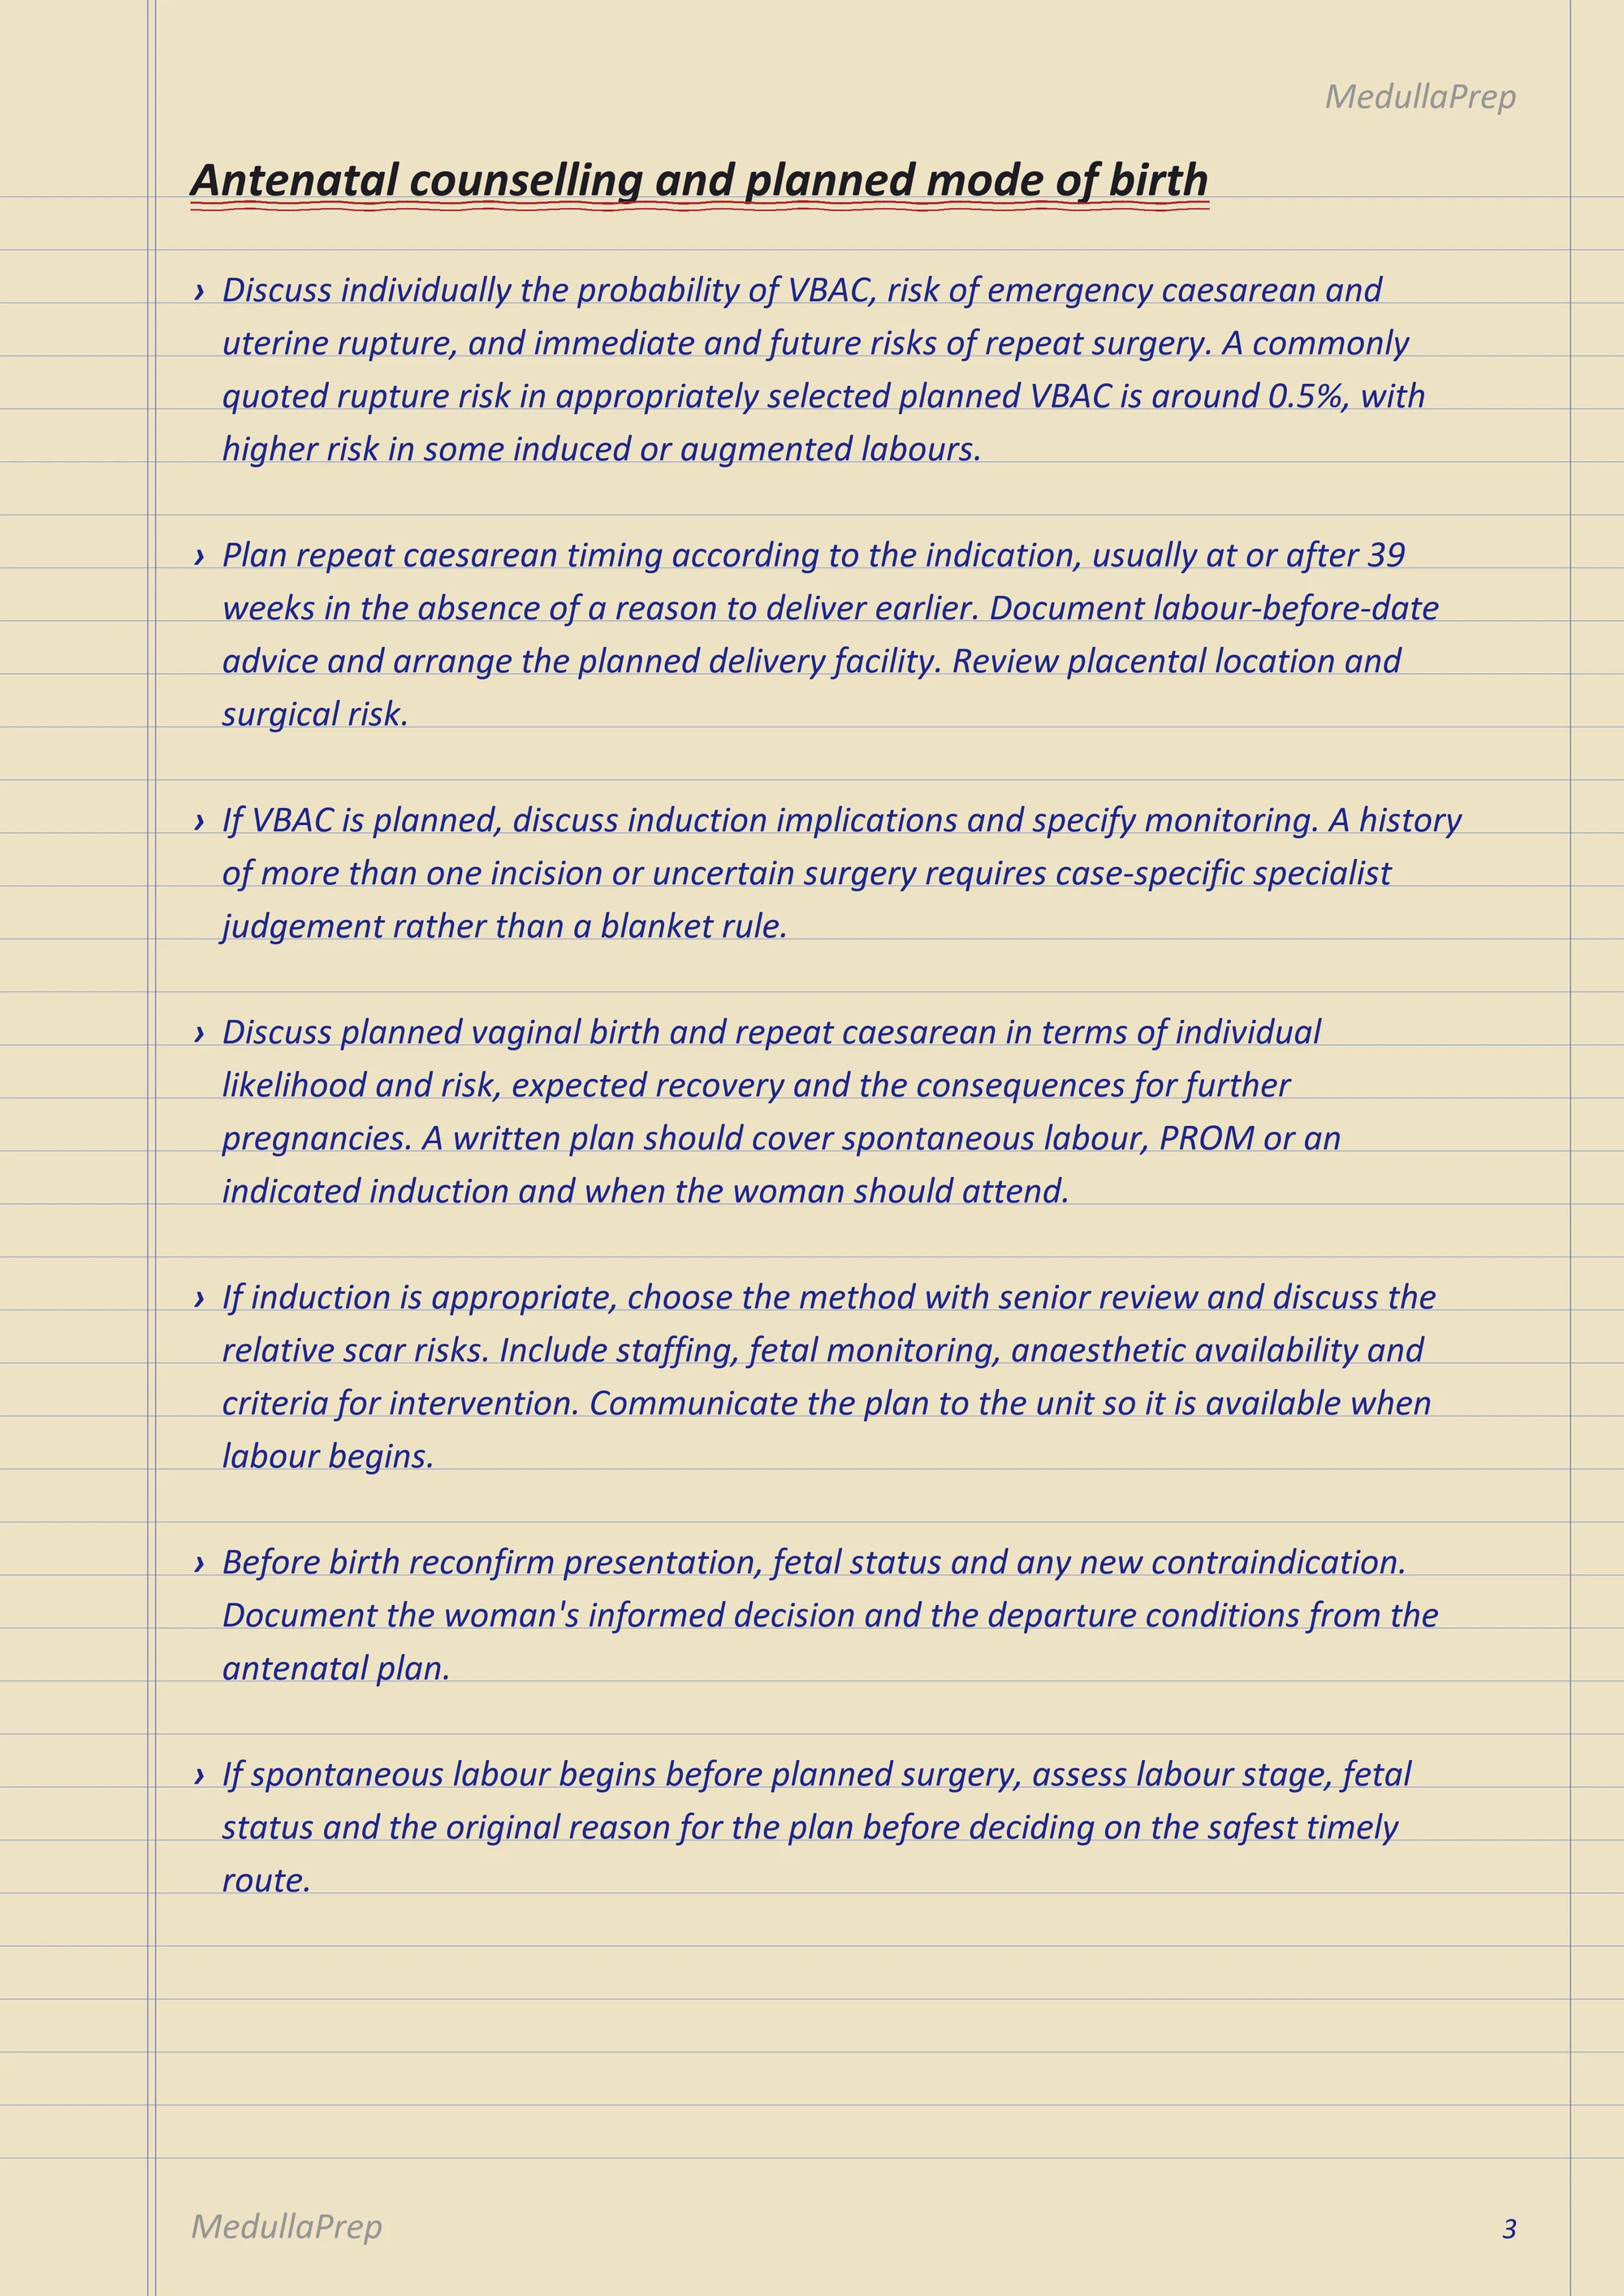 MedullaPrep
Antenatal counselling and planned mode of birth
› Discuss individually the probability of VBAC, risk of emergency caesarean and
uterine rupture, and immediate and future risks of repeat surgery. A commonly
quoted rupture risk in appropriately selected planned VBAC is around 0.5%, with
higher risk in some induced or augmented labours.
› Plan repeat caesarean timing according to the indication, usually at or after 39
weeks in the absence of a reason to deliver earlier. Document labour-before-date
advice and arrange the planned delivery facility. Review placental location and
surgical risk.
› If VBAC is planned, discuss induction implications and specify monitoring. A history
of more than one incision or uncertain surgery requires case-specific specialist
judgement rather than a blanket rule.
› Discuss planned vaginal birth and repeat caesarean in terms of individual
likelihood and risk, expected recovery and the consequences for further
pregnancies. A written plan should cover spontaneous labour, PROM or an
indicated induction and when the woman should attend.
› If induction is appropriate, choose the method with senior review and discuss the
relative scar risks. Include staffing, fetal monitoring, anaesthetic availability and
criteria for intervention. Communicate the plan to the unit so it is available when
labour begins.
› Before birth reconfirm presentation, fetal status and any new contraindication.
Document the woman's informed decision and the departure conditions from the
antenatal plan.
› If spontaneous labour begins before planned surgery, assess labour stage, fetal
status and the original reason for the plan before deciding on the safest timely
route.
MedullaPrep
3